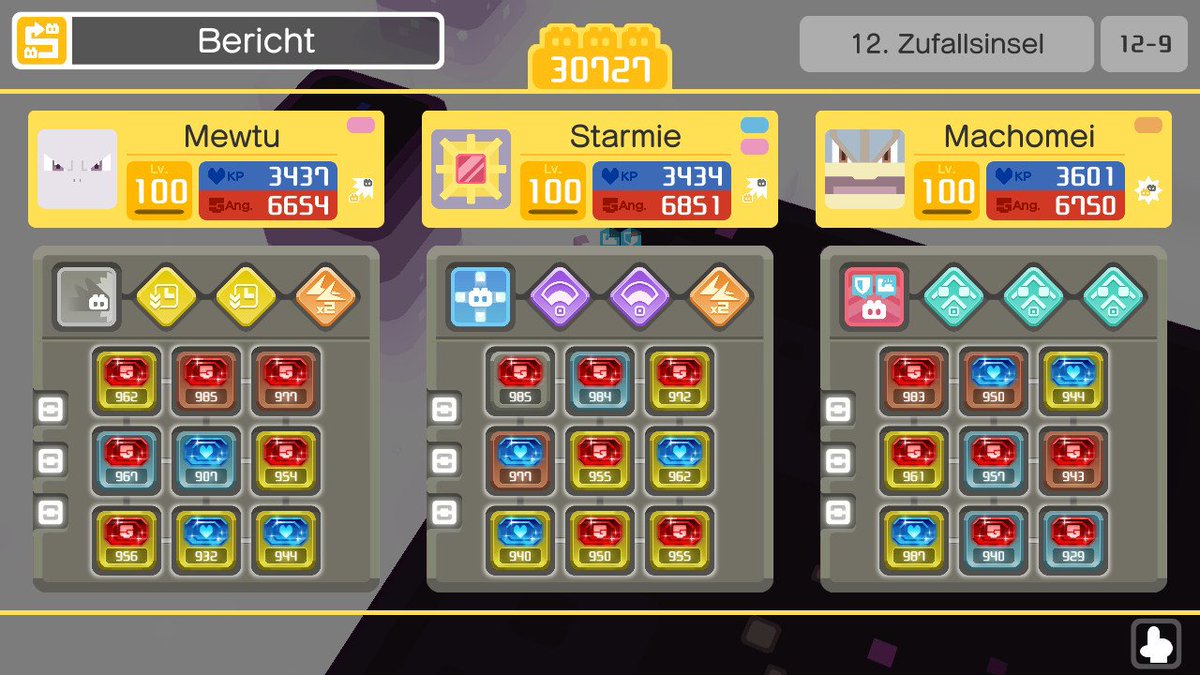 Bericht
30727
12. Zufallsinsel
12-9
Mewtu
Lv. 100
KP 3437
Ang. 6654
Starmie
Lv. 100
KP 3434
Ang. 6851
Machomei
Lv. 100
KP 3601
Ang. 6750
x2
x2
962 985 977
985 984 972
983 950 944
967 907 954
977 955 962
961 957 943
956 932 944
940 950 955
987 940 929